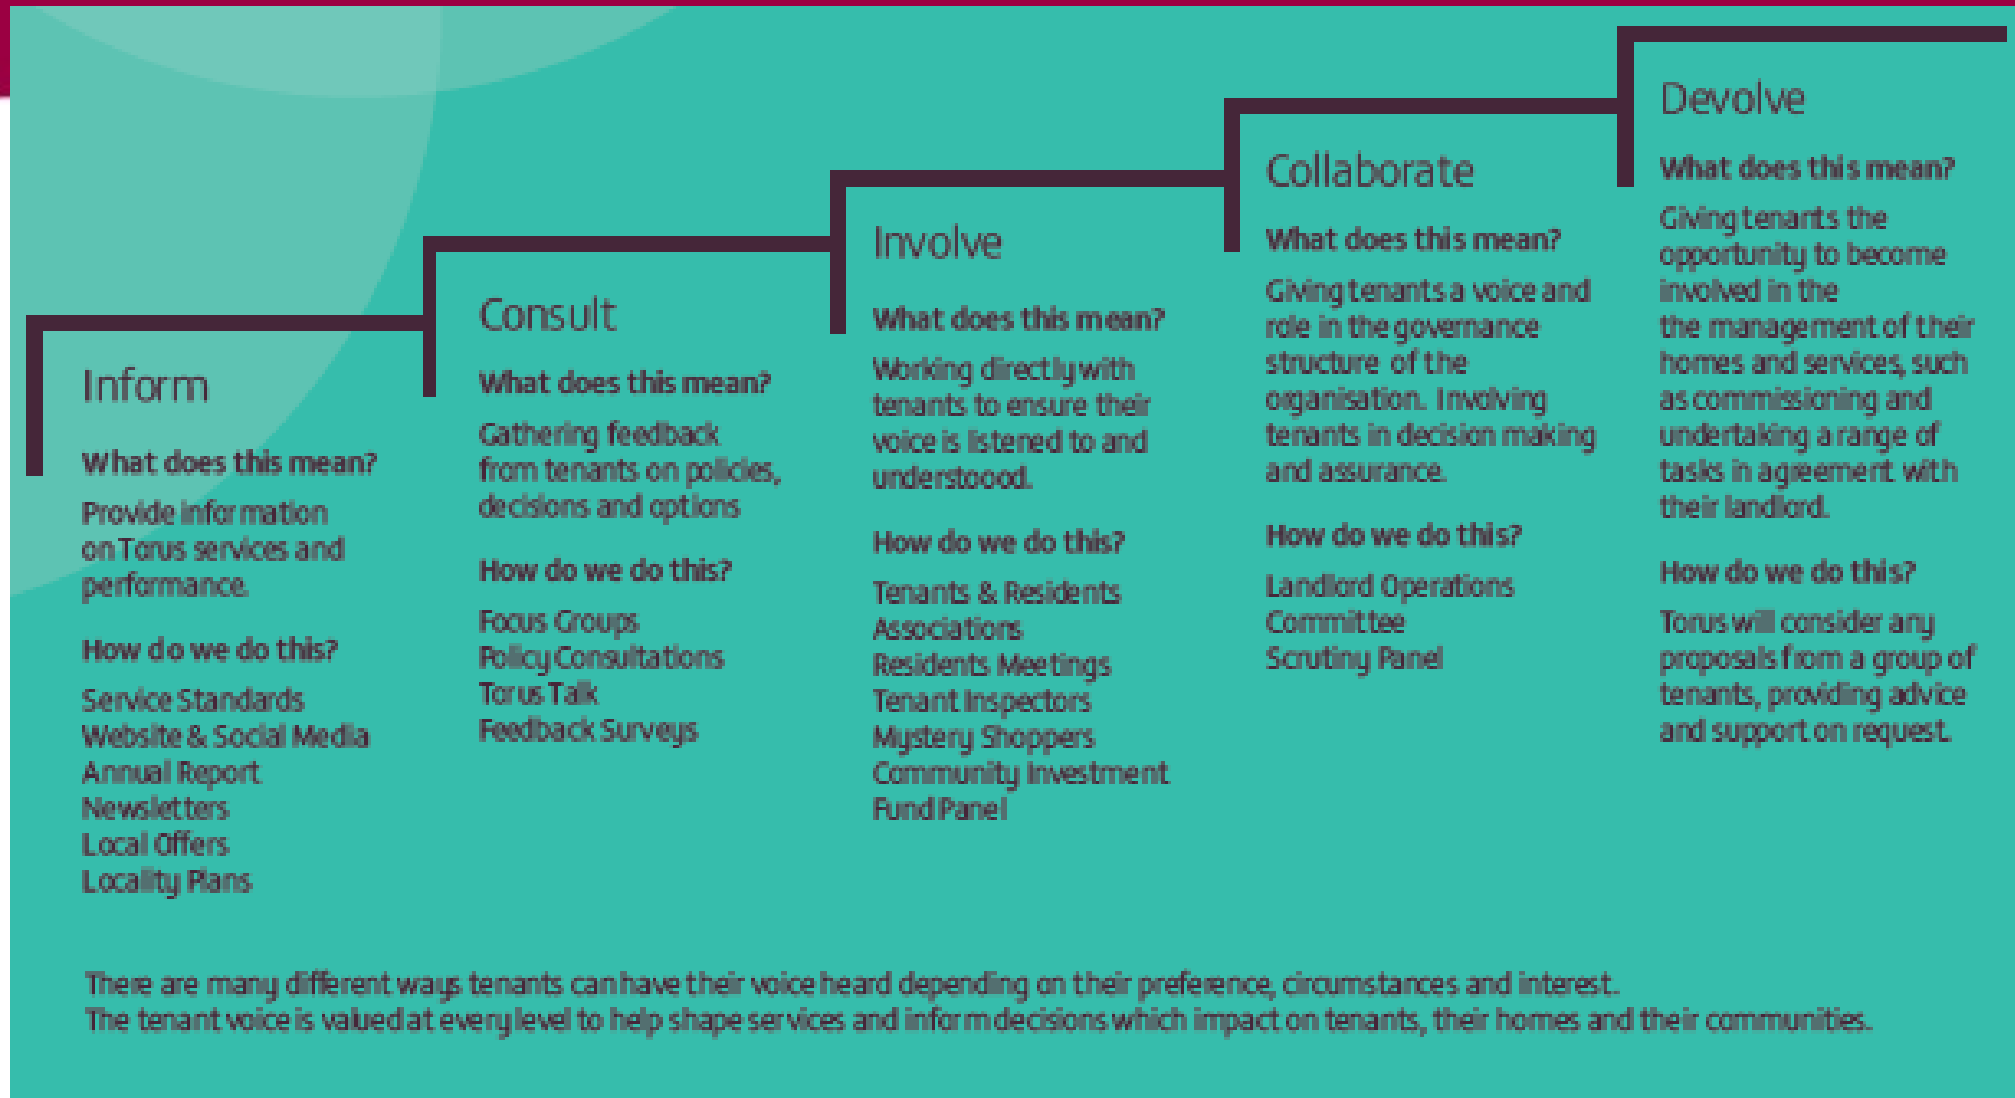 Inform
What does this mean?
Provide information
on Torus services and
performance.
How do we do this?
Service Standards
Website & Social Media
Annual Report
Newsletters
Local Offers
Locality Plans
Consult
What does this mean?
Gathering feedback
from tenants on policies,
decisions and options
How do we do this?
Focus Groups
Policy Consultations
Torus Talk
Feedback Surveys
Involve
What does this mean?
Working directly with
tenants to ensure their
voice is listened to and
understoood.
How do we do this?
Tenants & Residents
Associations
Residents Meetings
Tenant Inspectors
Mystery Shoppers
Community Investment
Fund Panel
Collaborate
What does this mean?
Giving tenants a voice and
role in the governance
structure of the
organisation. Involving
tenants in decision making
and assurance.
How do we do this?
Landlord Operations
Committee
Scrutiny Panel
Devolve
What does this mean?
Giving tenants the
opportunity to become
involved in the
the management of their
homes and services, such
as commissioning and
undertaking a range of
tasks in agreement with
their landlord.
How do we do this?
Torus will consider any
proposals from a group of
tenants, providing advice
and support on request.
There are many different ways tenants can have their voice heard depending on their preference, circumstances and interest.
The tenant voice is valued at every level to help shape services and inform decisions which impact on tenants, their homes and their communities.